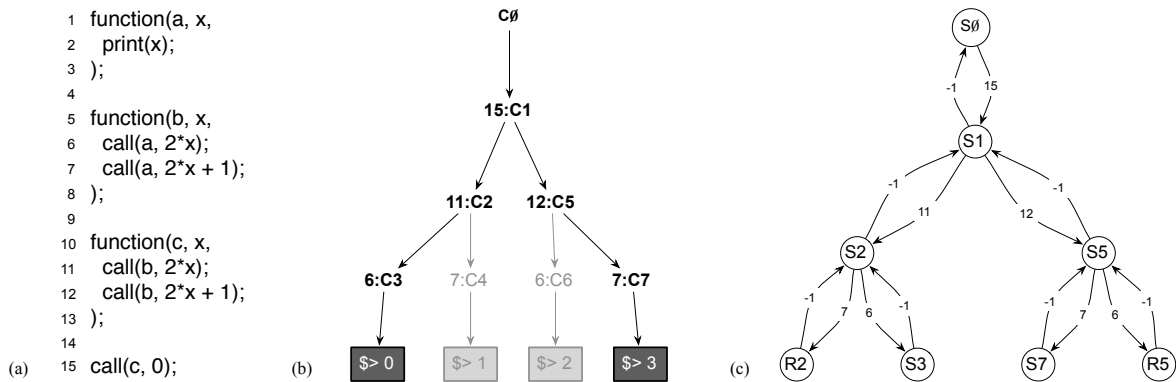 1 function(a, x,
2 print(x);
3 );
4
5 function(b, x,
6 call(a, 2*x);
7 call(a, 2*x + 1);
8 );
9
10 function(c, x,
11 call(b, 2*x);
12 call(b, 2*x + 1);
13 );
14
(a) 15 call(c, 0);
CØ
15:C1
11:C2 12:C5
6:C3 7:C4 6:C6 7:C7
(b) $> 0 $> 1 $> 2 $> 3
SØ
-1 15
S1
-1 -1
11 12
S2 S5
-1 -1 -1 -1
7 6 7 6
(c) R2 S3 S7 R5